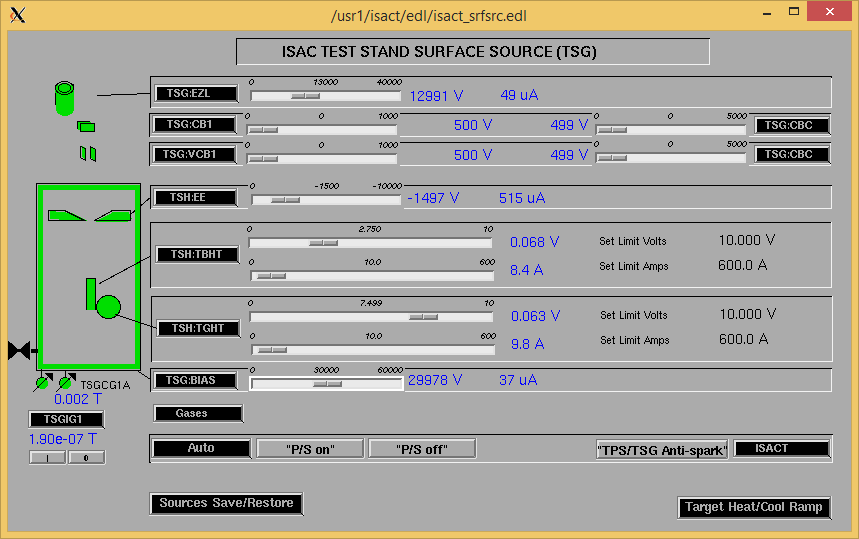 /usr1/isact/edl/isact_srfsrc.edl
ISAC TEST STAND SURFACE SOURCE (TSG)
TSG:EZL 0 13000 40000 12991 V 49 uA
TSG:CB1 0 0 1000 500 V 499 V 0 0 5000 TSG:CBC
TSG:VCB1 0 0 1000 500 V 499 V 0 0 5000 TSG:CBC
TSH:EE 0 -1500 -10000 -1497 V 515 uA
0 2.750 10 0.068 V Set Limit Volts 10.000 V
TSH:TBHT
0 10.0 600 8.4 A Set Limit Amps 600.0 A
0 7.499 10 0.063 V Set Limit Volts 10.000 V
TSH:TGHT
0 10.0 600 9.8 A Set Limit Amps 600.0 A
TSG:BIAS 0 30000 60000 29978 V 37 uA
TSGCG1A
0.002 T
TSGIG1
1.90e-07 T
I 0
Gases
Auto "P/S on" "P/S off" "TPS/TSG Anti-spark" ISACT
Sources Save/Restore
Target Heat/Cool Ramp